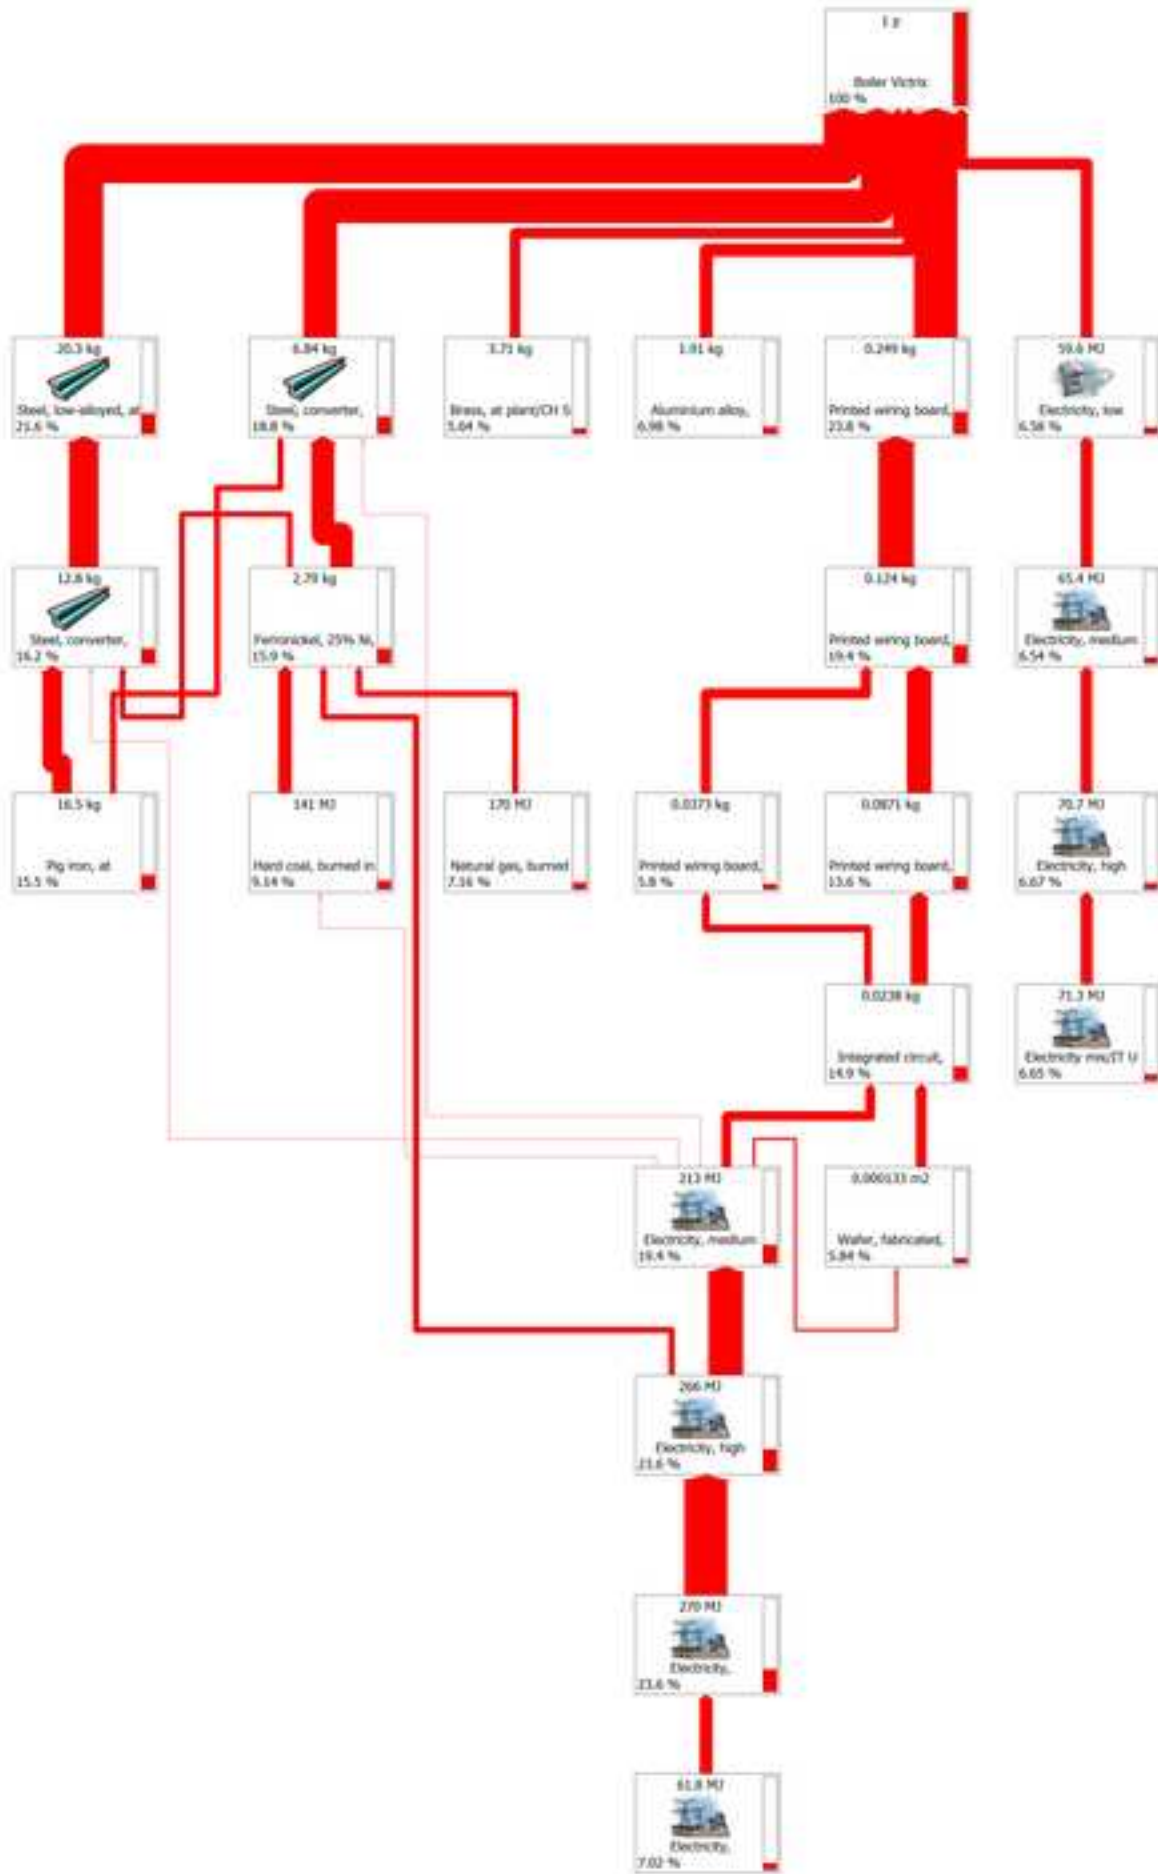 1 p
Boiler Victrix
100 %
20.3 kg
Steel, low-alloyed, at
21.6 %
6.84 kg
Steel, converter,
18.8 %
3.71 kg
Brass, at plant/CH S
5.04 %
1.91 kg
Aluminium alloy,
6.98 %
0.249 kg
Printed wiring board,
23.8 %
59.6 MJ
Electricity, low
6.58 %
12.8 kg
Steel, converter,
16.2 %
2.79 kg
Ferronickel, 25% Ni,
15.9 %
0.124 kg
Printed wiring board,
19.4 %
65.4 MJ
Electricity, medium
6.54 %
16.5 kg
Pig iron, at
15.5 %
141 MJ
Hard coal, burned in
9.14 %
170 MJ
Natural gas, burned
7.16 %
0.0373 kg
Printed wiring board,
5.8 %
0.0871 kg
Printed wiring board,
13.6 %
70.7 MJ
Electricity, high
6.67 %
0.0238 kg
Integrated circuit,
14.9 %
71.3 MJ
Electricity mix/IT U
6.65 %
213 MJ
Electricity, medium
19.4 %
0.000133 m2
Wafer, fabricated,
5.84 %
266 MJ
Electricity, high
23.6 %
270 MJ
Electricity,
23.6 %
61.8 MJ
Electricity,
7.02 %